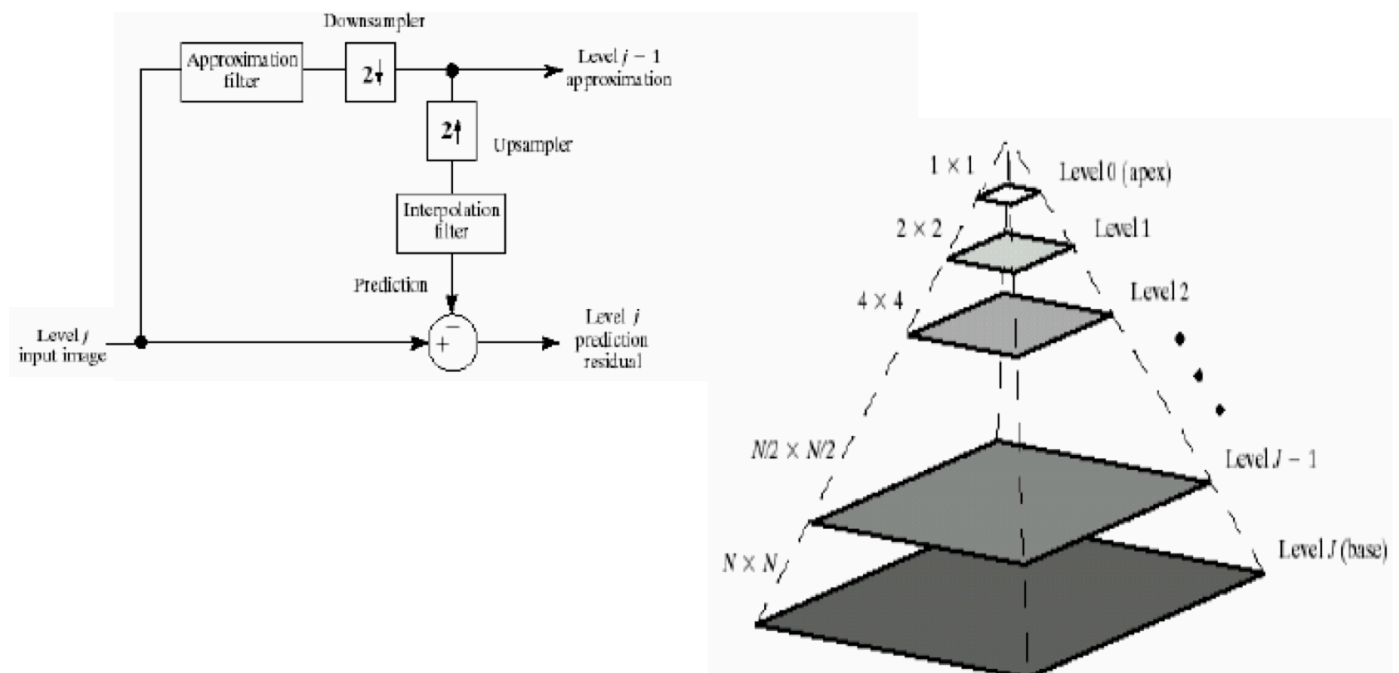 Downsampler
Approximation
filter
2↓
Level j − 1
approximation
2↑
Upsampler
Interpolation
filter
Prediction
−
+
Level j
input image
Level j
prediction
residual
1 × 1
Level 0 (apex)
2 × 2
Level 1
4 × 4
Level 2
N/2 × N/2
Level J − 1
N × N
Level J (base)